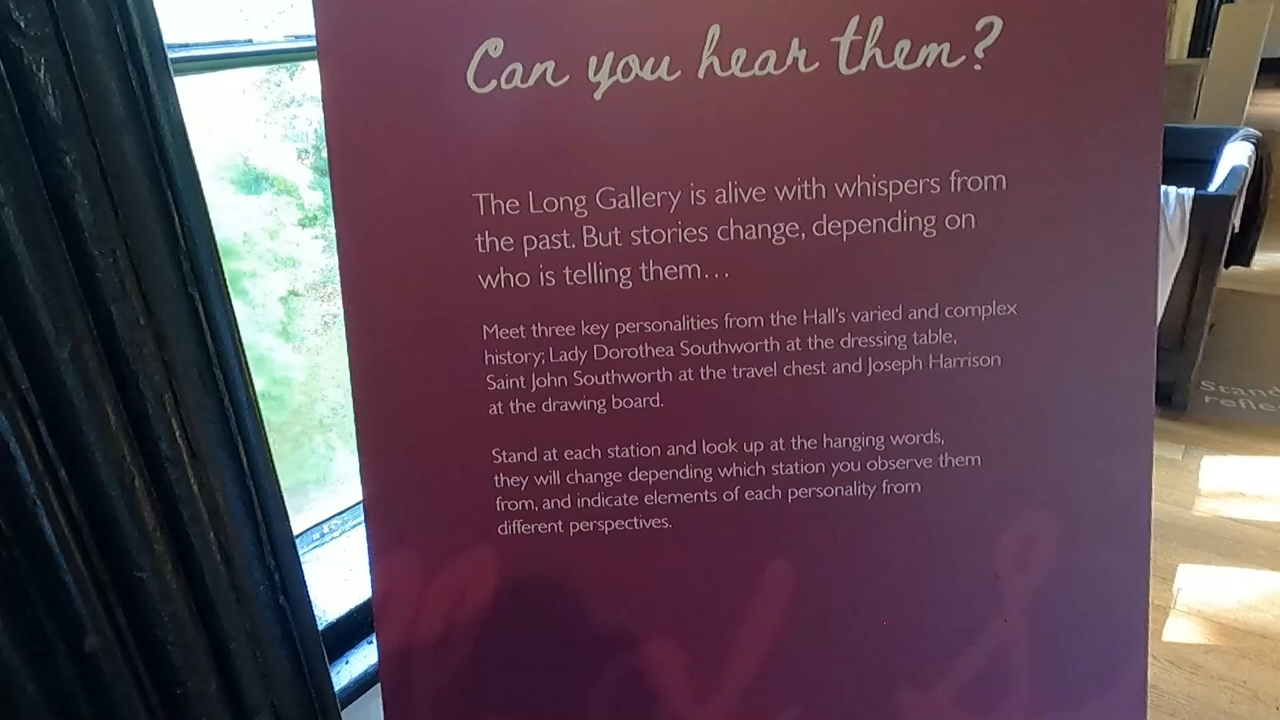 Can you hear them?
The Long Gallery is alive with whispers from
the past. But stories change, depending on
who is telling them...
Meet three key personalities from the Hall's varied and complex
history; Lady Dorothea Southworth at the dressing table,
Saint John Southworth at the travel chest and Joseph Harrison
at the drawing board.
Stand at each station and look up at the hanging words,
they will change depending which station you observe them
from, and indicate elements of each personality from
different perspectives.
Stand